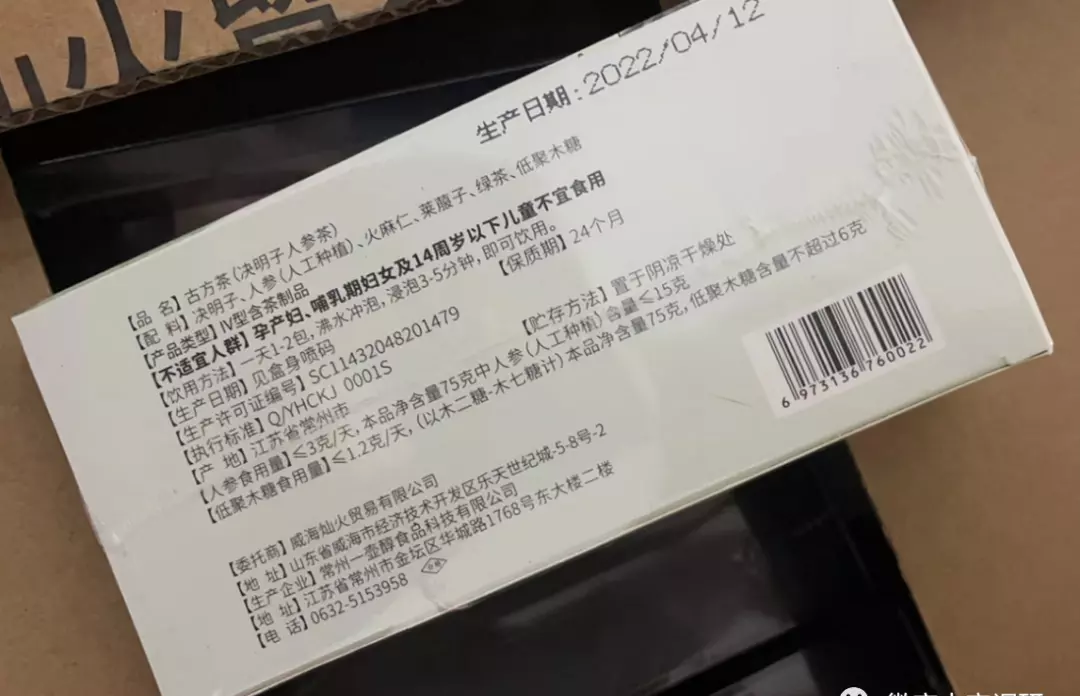 生产日期:2022/04/12
【品 名】古方茶(决明子人参茶)
【配 料】决明子、人参(人工种植)、火麻仁、莱菔子、绿茶、低聚木糖
【产品类型】Ⅳ型含茶制品
【不适宜人群】孕产妇、哺乳期妇女及14周岁以下儿童不宜食用
【饮用方法】一天1-2包,沸水冲泡,浸泡3-5分钟,即可饮用。
【生产日期】见盒身喷码 【保质期】24个月
【生产许可证编号】SC11432048201479
【执行标准】Q/YHCKJ 0001S
【产 地】江苏省常州市 【贮存方法】置于阴凉干燥处
【人参食用量】≤3克/天,本品净含量75克中人参(人工种植)含量≤15克
【低聚木糖食用量】≤1.2克/天,(以木二糖-木七糖计)本品净含量75克,低聚木糖含量不超过6克
6 973136 760022
【委托商】威海灿火贸易有限公司
【地 址】山东省威海市经济技术开发区乐天世纪城-5-8号-2
【生产企业】常州一壶醇食品科技有限公司
【地 址】江苏省常州市金坛区华城路1768号东大楼二楼
【电 话】0632-5153958